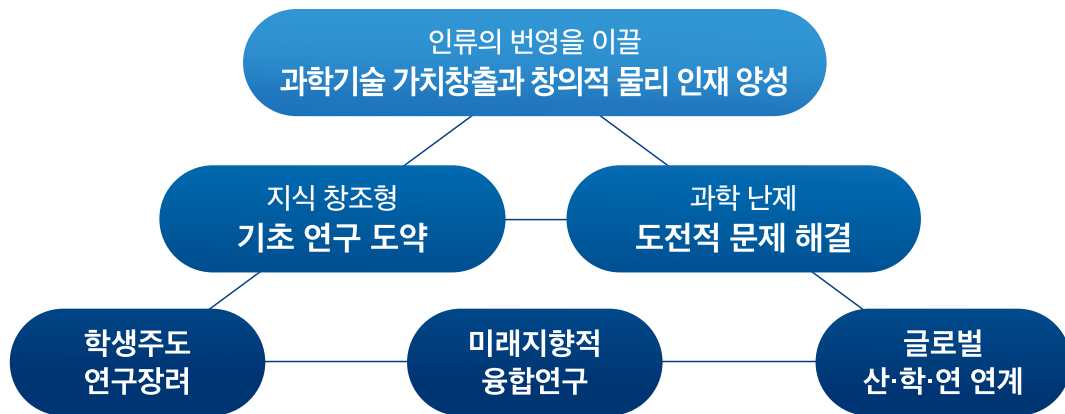 인류의 번영을 이끌
과학기술 가치창출과 창의적 물리 인재 양성
지식 창조형
기초 연구 도약
과학 난제
도전적 문제 해결
학생주도
연구장려
미래지향적
융합연구
글로벌
산·학·연 연계